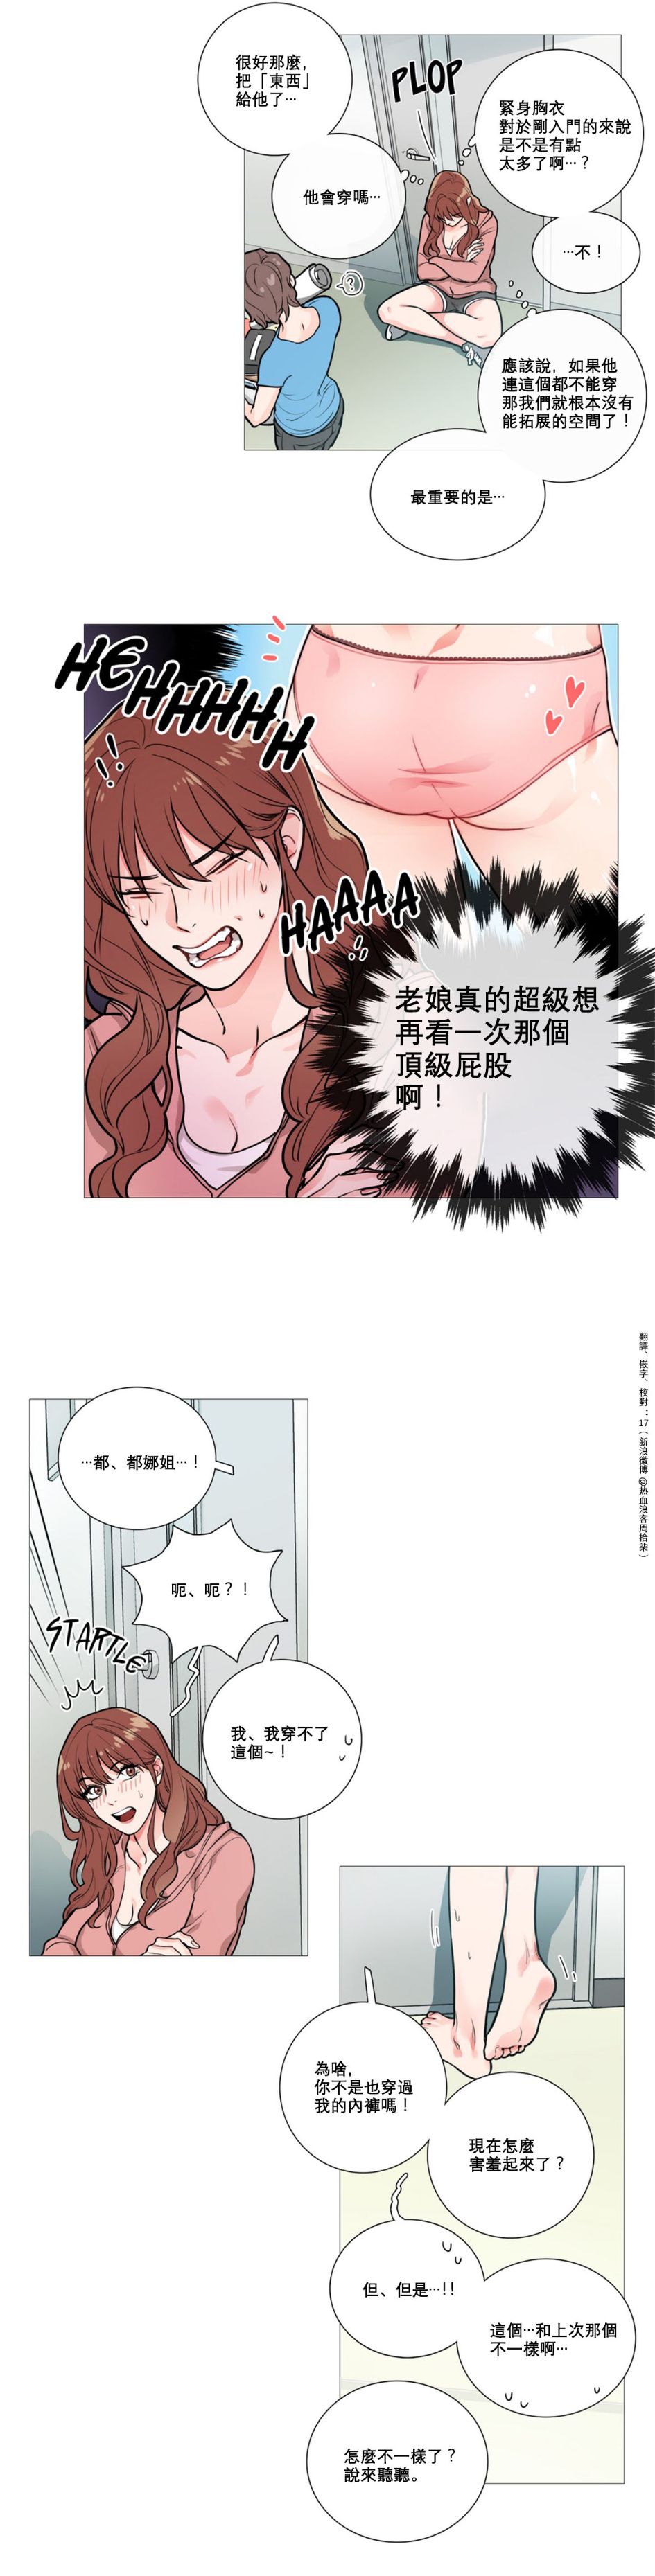 很好那麼,
把「東西」
給他了…
PLOP
緊身胸衣
對於剛入門的來說
是不是有點
太多了啊…?
他會穿嗎…
…不!
?
應該說, 如果他
連這個都不能穿
那我們就根本沒有
能拓展的空間了!
最重要的是…
HEHHHHHH
!!
HAAAAA
老娘真的超級想
再看一次那個
頂級屁股
啊!
翻譯、嵌字、校對:17(新浪微博@热血浪客周拾柒)
…都、都娜姐…!
呃、呃?!
STARTLE
我、我穿不了
這個~!
為啥,
你不是也穿過
我的內褲嗎!
現在怎麼
害羞起來了?
但、但是…!!
這個…和上次那個
不一樣啊…
怎麼不一樣了?
說來聽聽。